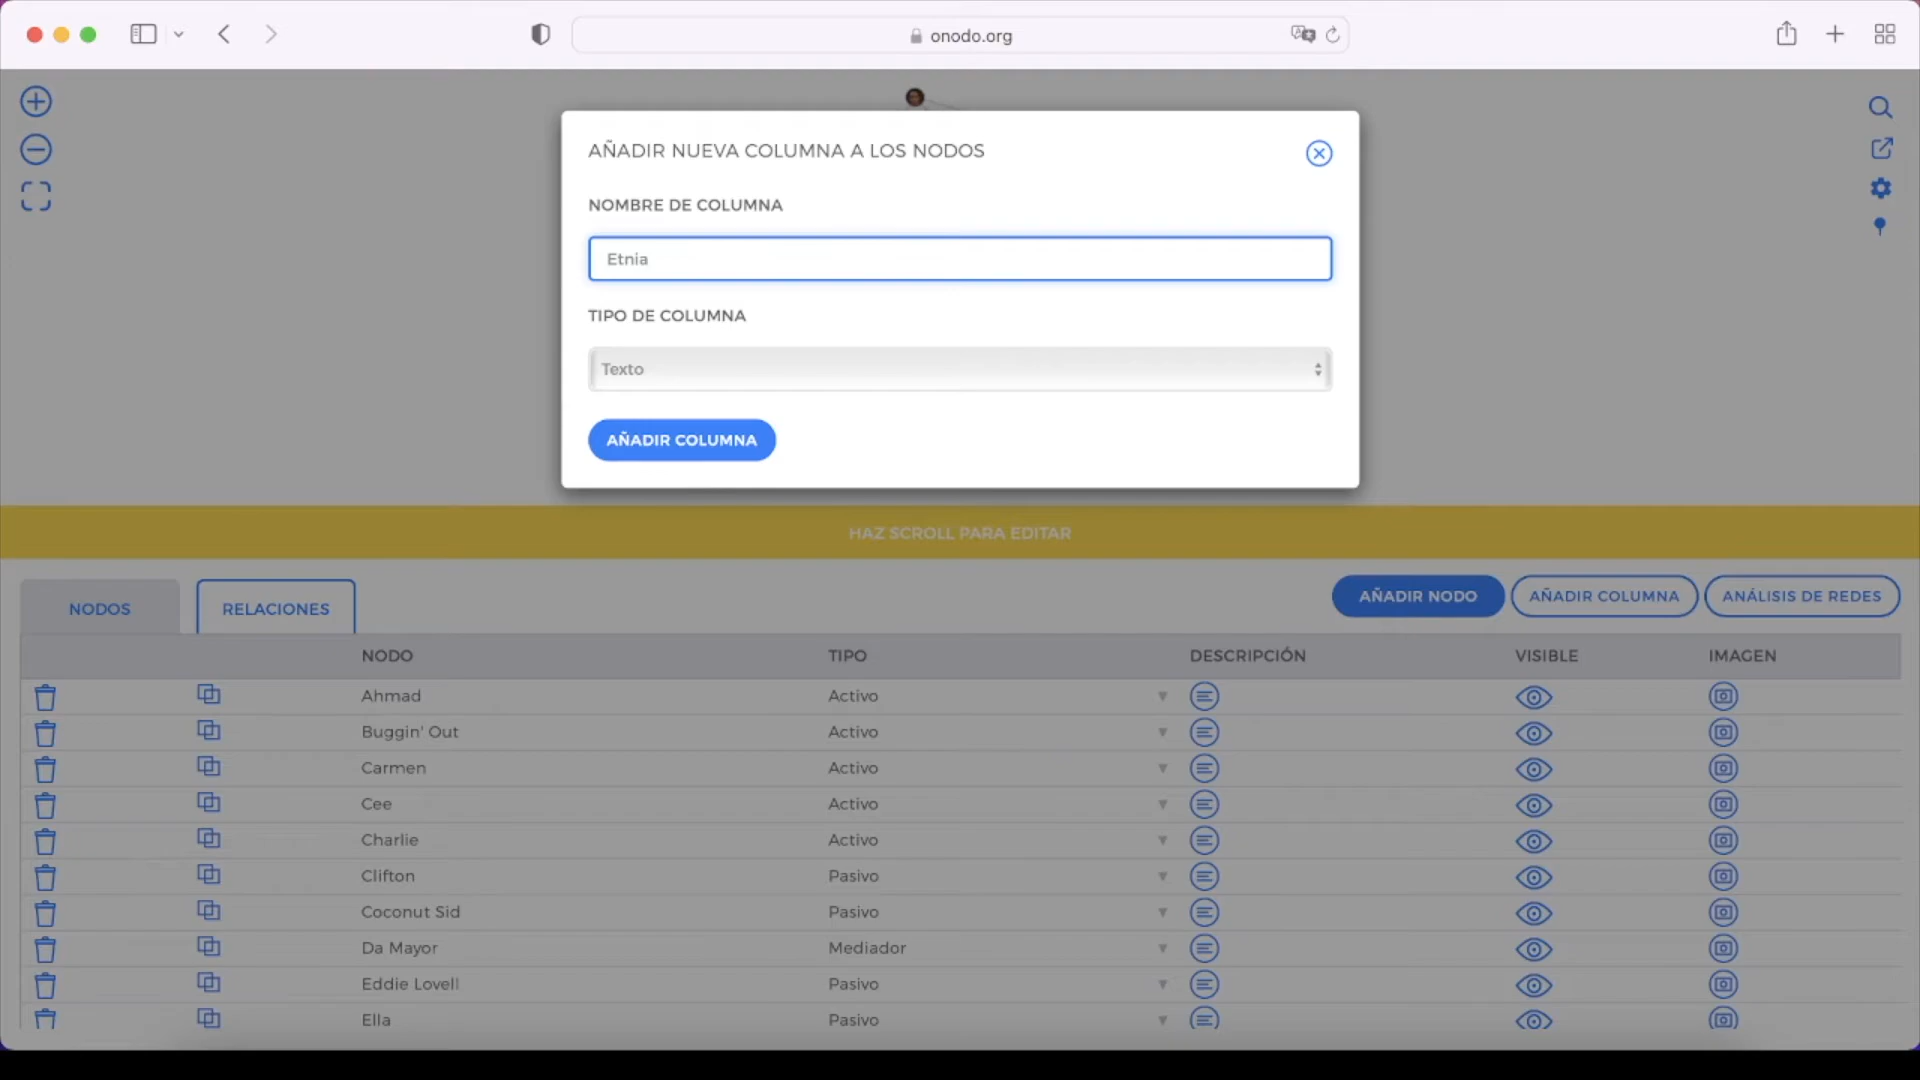 onodo.org
AÑADIR NUEVA COLUMNA A LOS NODOS
NOMBRE DE COLUMNA
Etnia
TIPO DE COLUMNA
Texto
AÑADIR COLUMNA
HAZ SCROLL PARA EDITAR
NODOS RELACIONES AÑADIR NODO AÑADIR COLUMNA ANÁLISIS DE REDES
NODO TIPO DESCRIPCIÓN VISIBLE IMAGEN
Ahmad Activo
Buggin' Out Activo
Carmen Activo
Cee Activo
Charlie Activo
Clifton Pasivo
Coconut Sid Pasivo
Da Mayor Mediador
Eddie Lovell Pasivo
Ella Pasivo